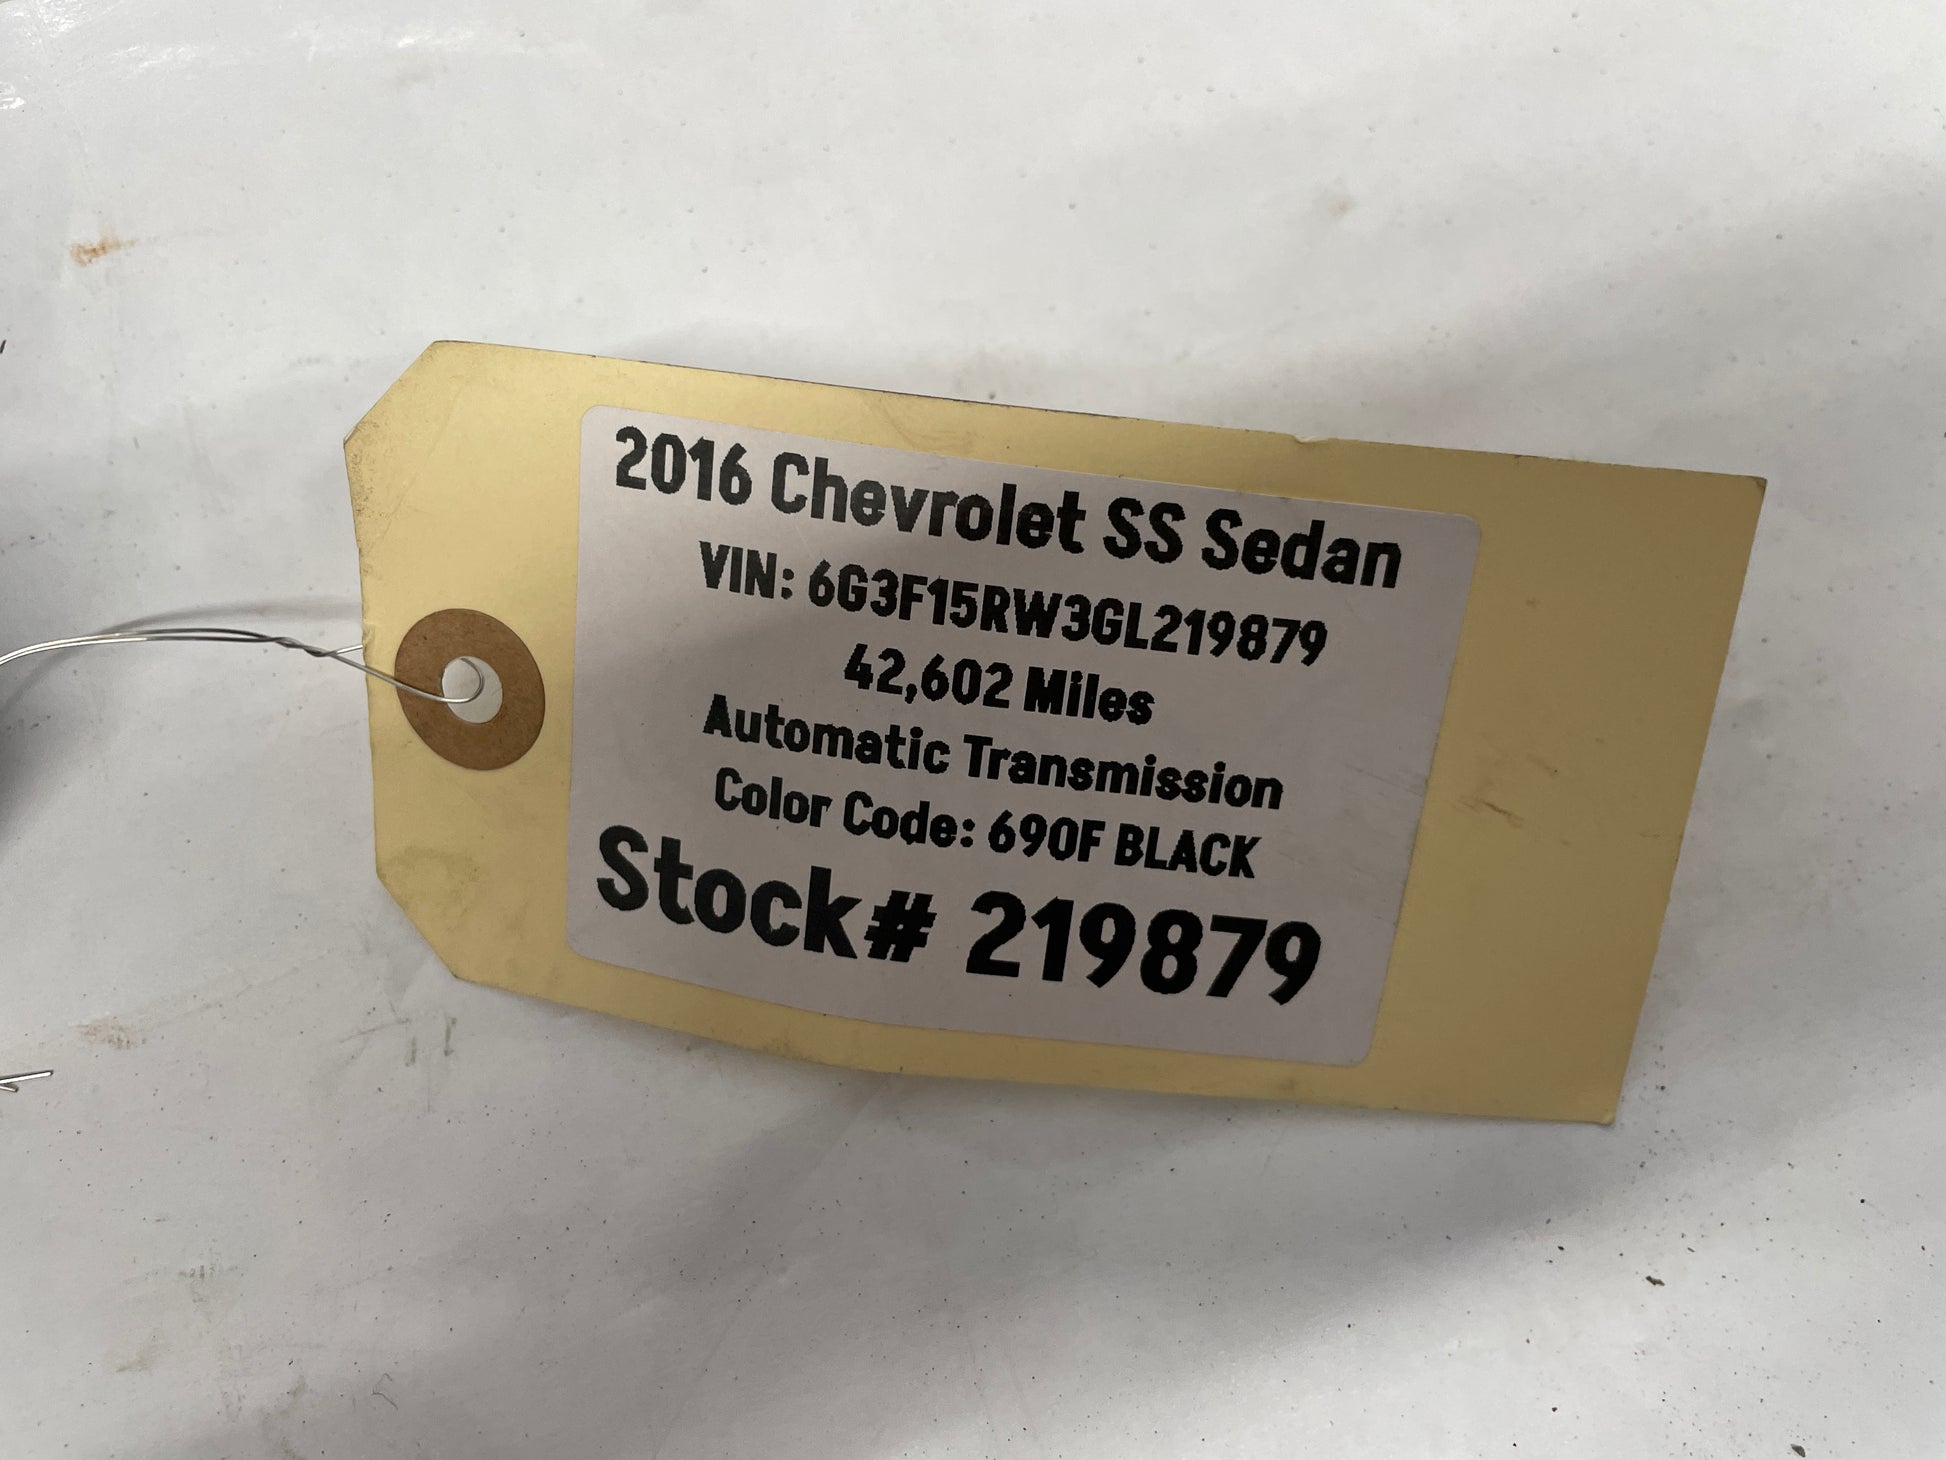 2016 Chevrolet SS Sedan
VIN: 6G3F15RW3GL219879
42,602 Miles
Automatic Transmission
Color Code: 690F BLACK
Stock# 219879